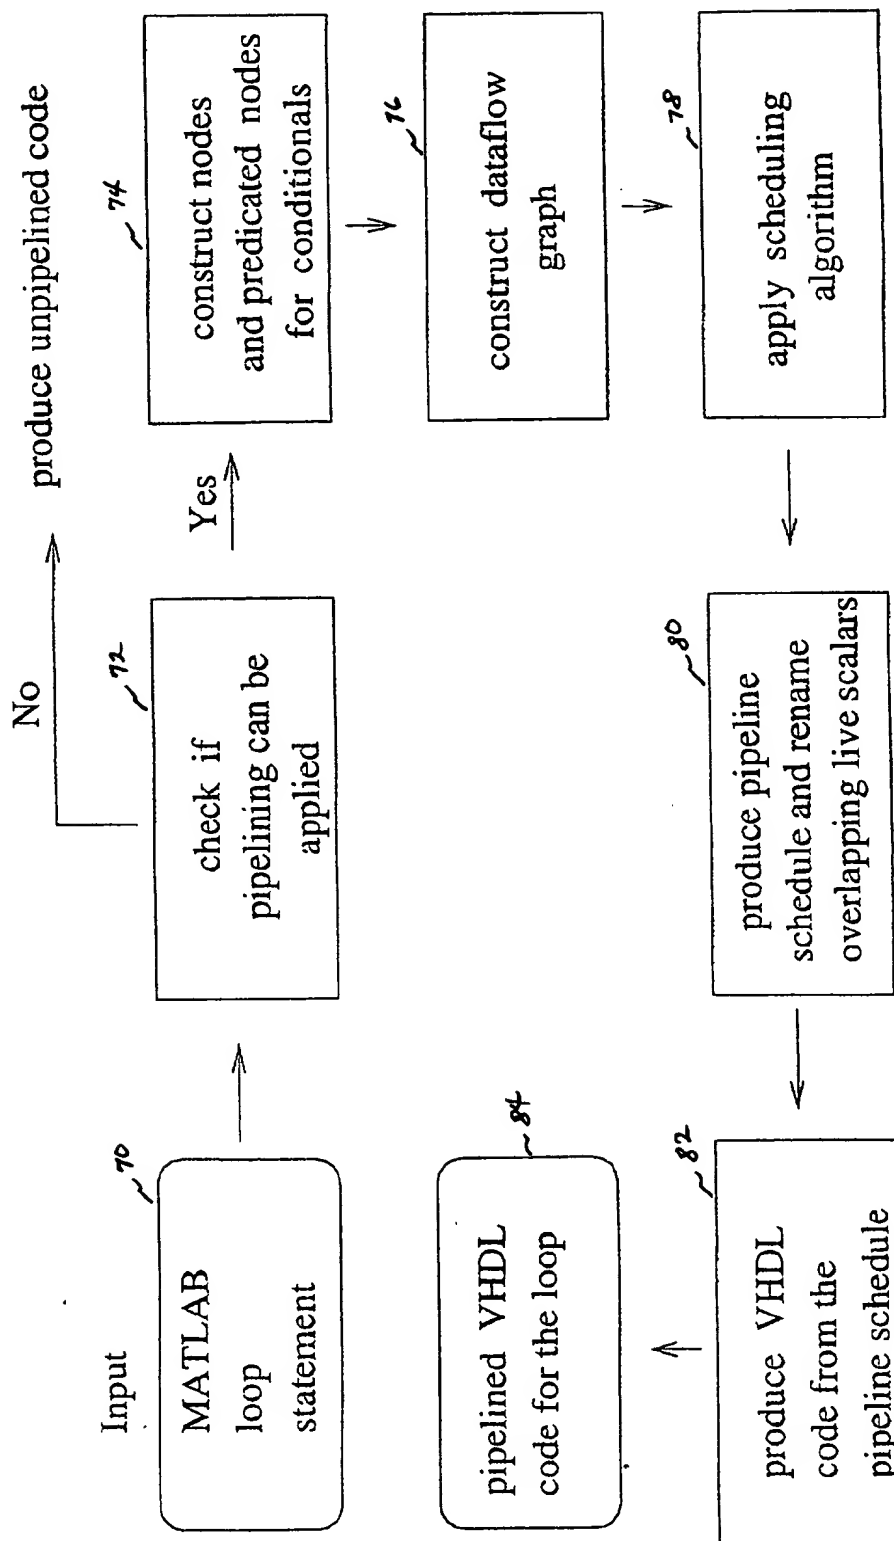 Input
70
MATLAB
loop
statement
72
check if
pipelining can be
applied
No
produce unpipelined code
Yes
74
construct nodes
and predicated nodes
for conditionals
76
construct dataflow
graph
78
apply scheduling
algorithm
80
produce pipeline
schedule and rename
overlapping live scalars
82
produce VHDL
code from the
pipeline schedule
84
pipelined VHDL
code for the loop